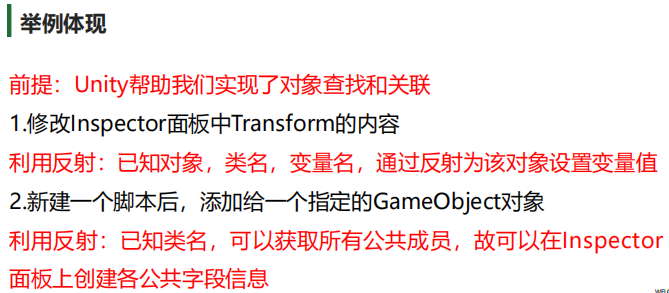 举例体现
前提：Unity帮助我们实现了对象查找和关联
1.修改Inspector面板中Transform的内容
利用反射：已知对象，类名，变量名，通过反射为该对象设置变量值
2.新建一个脚本后，添加给一个指定的GameObject对象
利用反射：已知类名，可以获取所有公共成员，故可以在Inspector
面板上创建各公共字段信息